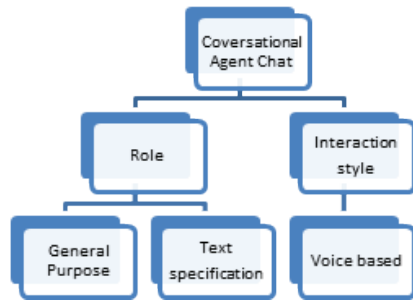 Coversational
Agent Chat
Role
Interaction
style
General
Purpose
Text
specification
Voice based